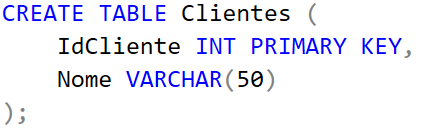 CREATE TABLE Clientes (
    IdCliente INT PRIMARY KEY,
    Nome VARCHAR(50)
);